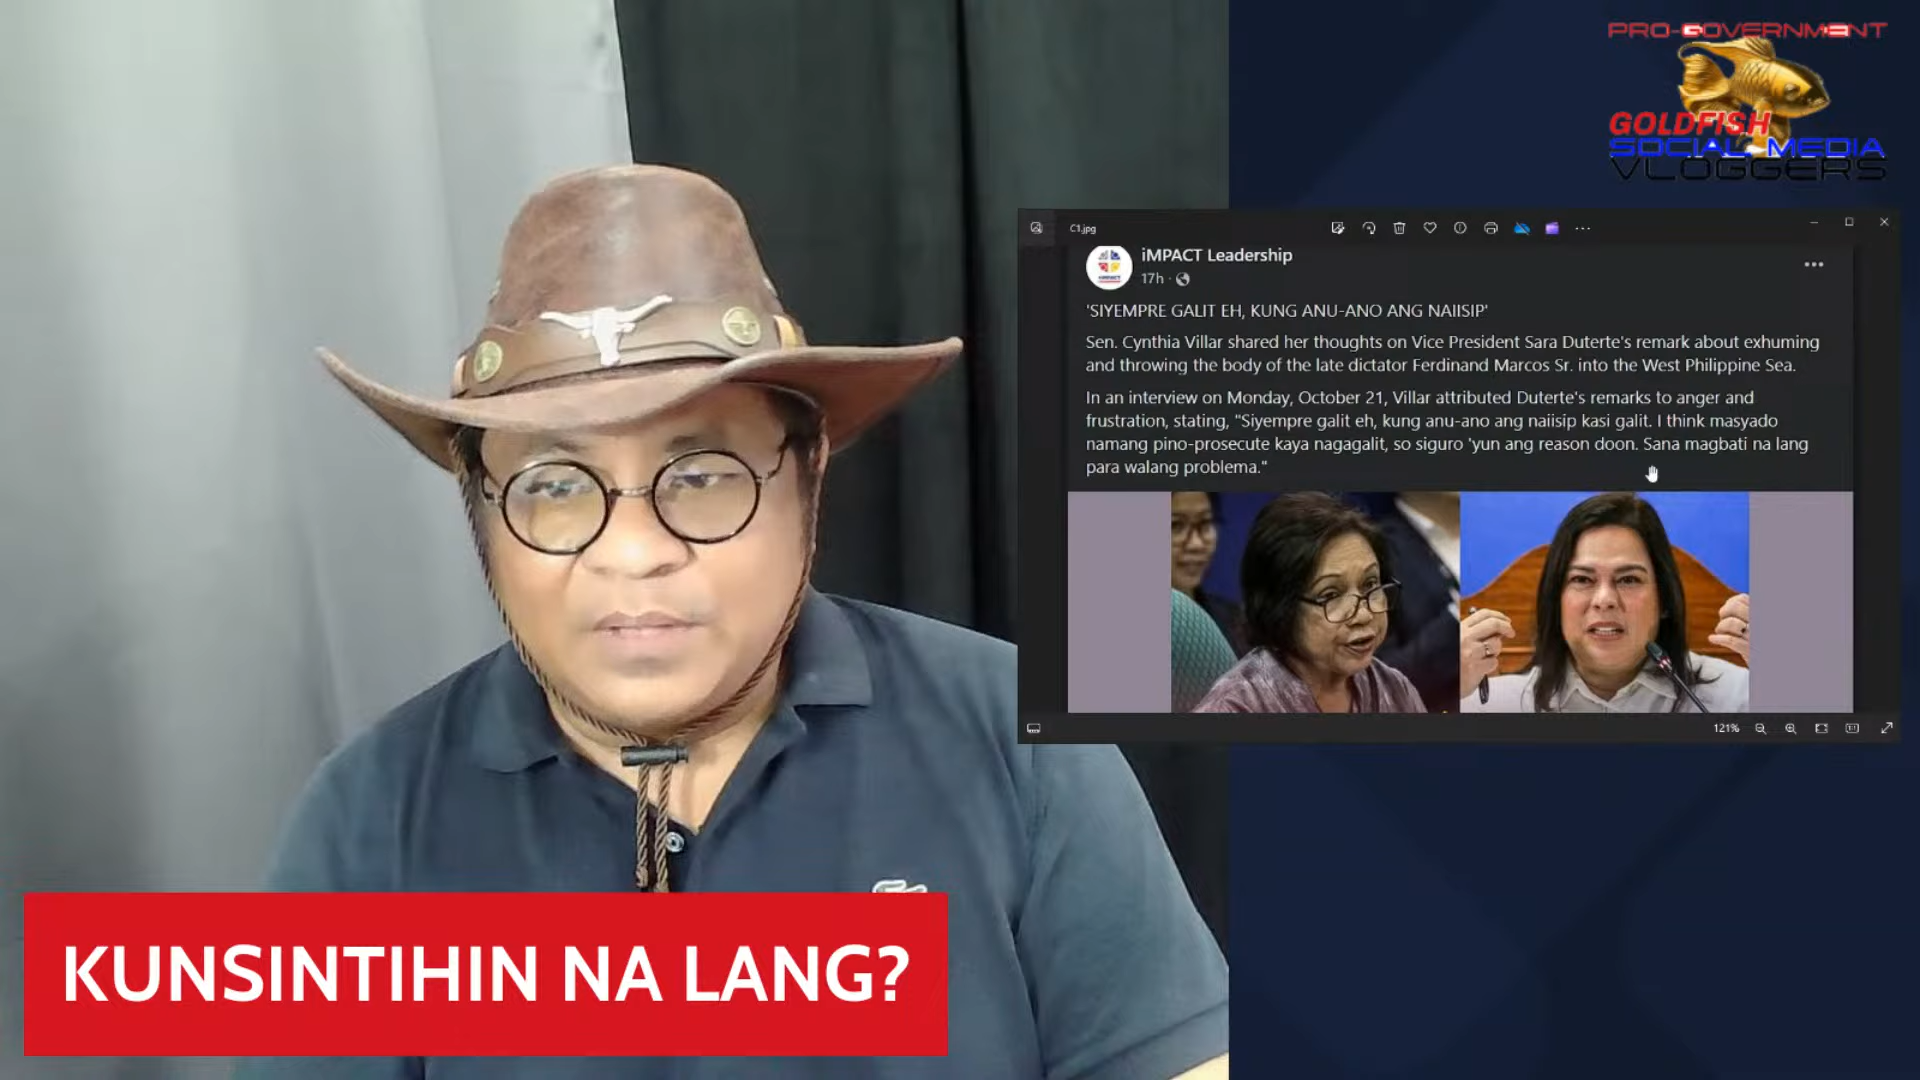 PRO-GOVERNMENT
GOLDFISH
SOCIAL MEDIA
VLOGGERS
C1.jpg
iMPACT Leadership
17h ·
'SIYEMPRE GALIT EH, KUNG ANU-ANO ANG NAIISIP'
Sen. Cynthia Villar shared her thoughts on Vice President Sara Duterte's remark about exhuming
and throwing the body of the late dictator Ferdinand Marcos Sr. into the West Philippine Sea.
In an interview on Monday, October 21, Villar attributed Duterte's remarks to anger and
frustration, stating, "Siyempre galit eh, kung anu-ano ang naiisip kasi galit. I think masyado
namang pino-prosecute kaya nagagalit, so siguro 'yun ang reason doon. Sana magbati na lang
para walang problema."
121%
KUNSINTIHIN NA LANG?